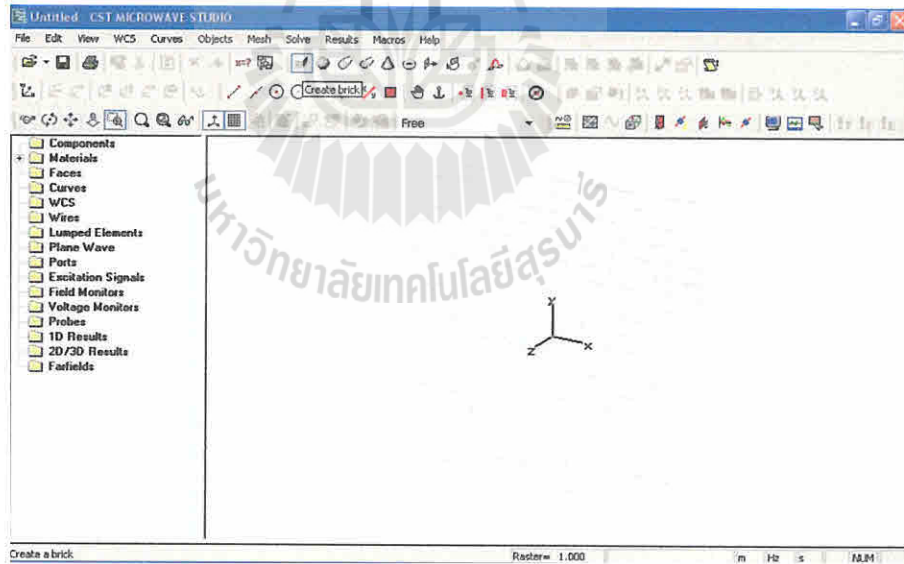 Untitled CST MICROWAVE STUDIO
File Edit View WCS Curves Objects Mesh Solve Results Macros Help
Create brick
Free
Components
Materials
Faces
Curves
WCS
Wires
Lumped Elements
Plane Wave
Ports
Excitation Signals
Field Monitors
Voltage Monitors
Probes
1D Results
2D/3D Results
Farfields
มหาวิทยาลัยเทคโนโลยีสุรนารี
y
z x
Create a brick Raster= 1.000 m Hz s NUM